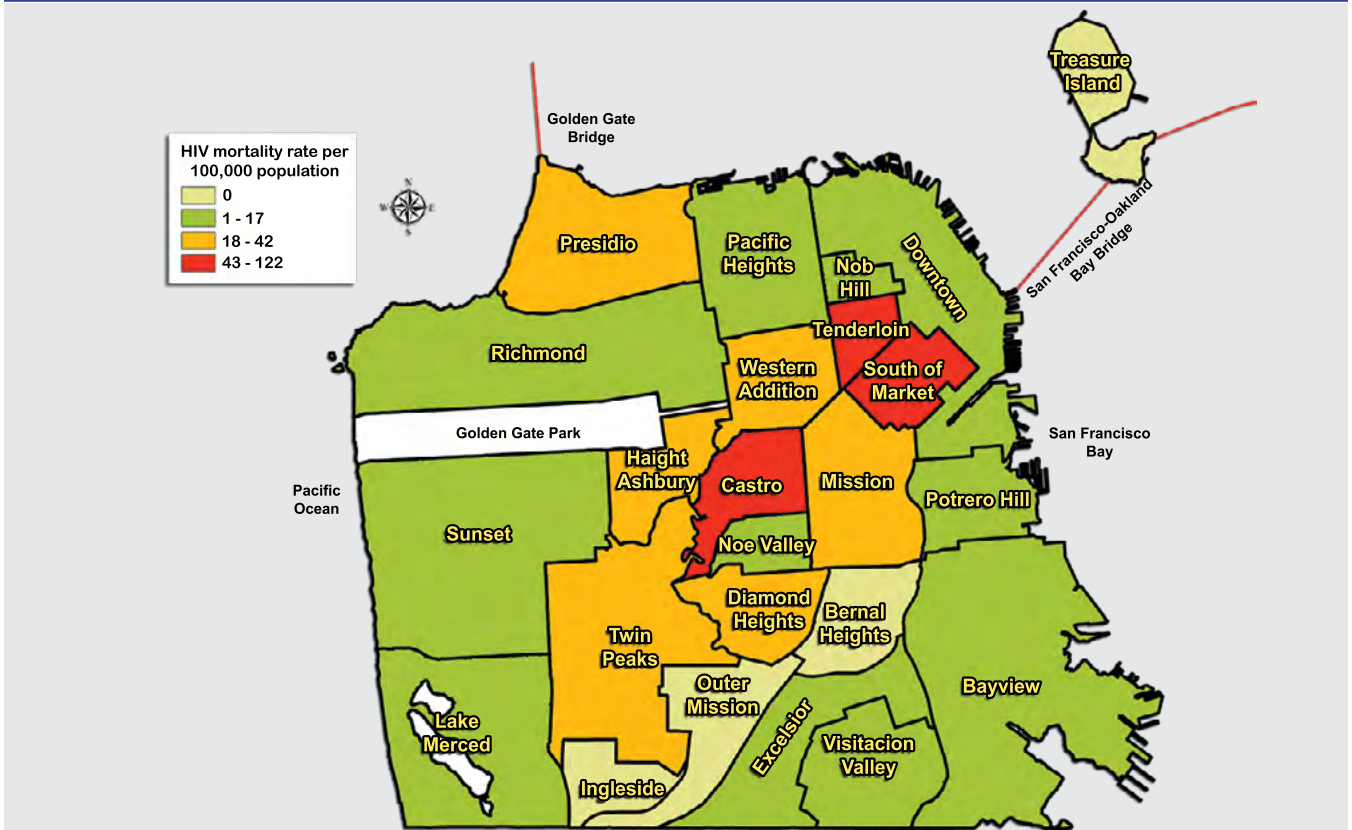 Treasure
Island
Golden Gate
Bridge
HIV mortality rate per
100,000 population
0
1 - 17
18 - 42
43 - 122
N
W
E
S
San Francisco-Oakland
Bay Bridge
Presidio
Pacific
Heights
Nob
Hill
Downtown
Tenderloin
Richmond
Western
Addition
South of
Market
Golden Gate Park
San Francisco
Bay
Haight
Ashbury
Castro
Mission
Potrero Hill
Pacific
Ocean
Sunset
Noe Valley
Diamond
Heights
Bernal
Heights
Twin
Peaks
Outer
Mission
Bayview
Lake
Merced
Excelsior
Visitacion
Valley
Ingleside